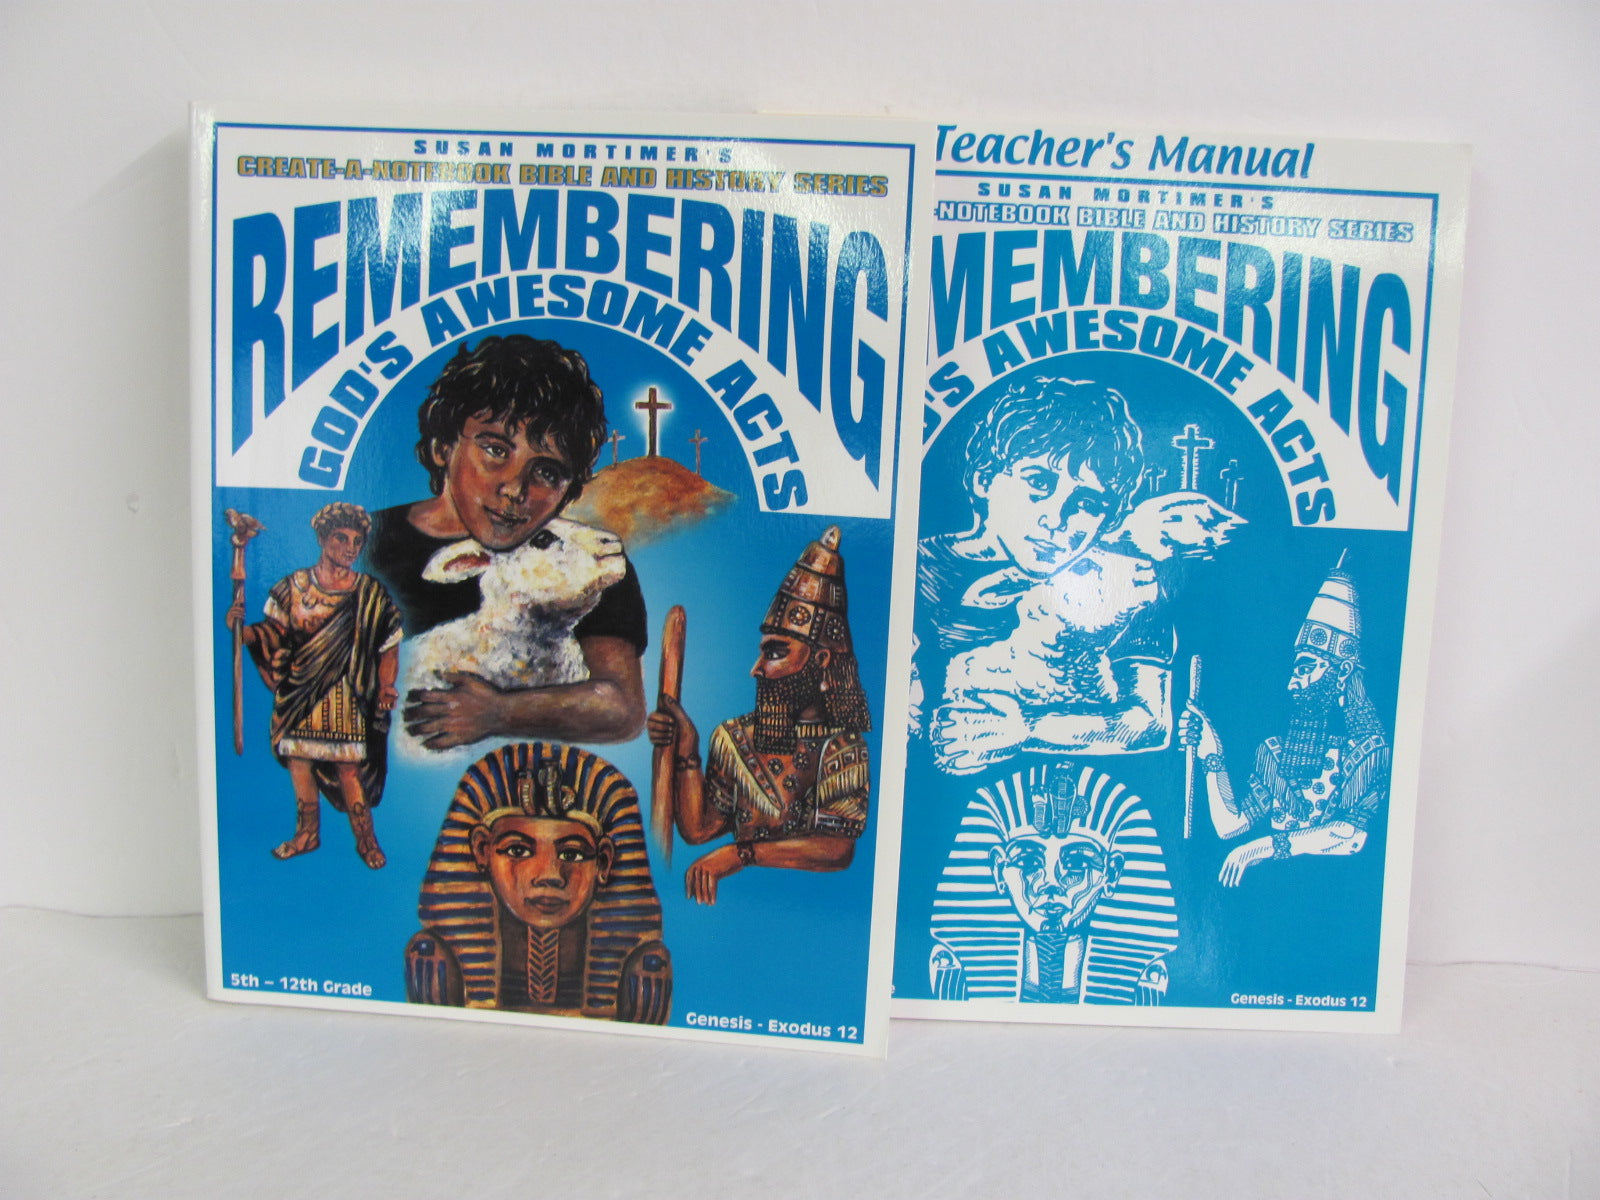 SUSAN MORTIMER'S
CREATE-A-NOTEBOOK BIBLE AND HISTORY SERIES
REMEMBERING
GOD'S AWESOME ACTS
5th – 12th Grade
Genesis - Exodus 12
Teacher's Manual
SUSAN MORTIMER'S
-NOTEBOOK BIBLE AND HISTORY SERIES
MEMBERING
'S AWESOME ACTS
Genesis - Exodus 12